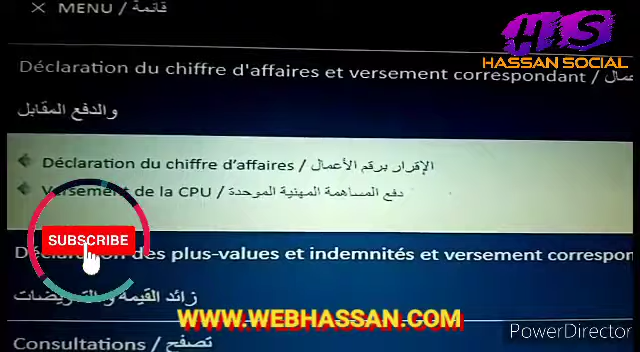 × MENU / قائمة
HS
HASSAN SOCIAL
Déclaration du chiffre d'affaires et versement correspondant /
والدفع المقابل
Déclaration du chiffre d'affaires / الإقرار برقم الأعمال
Versement de la CPU / دفع المساهمة المهنية الموحدة
SUBSCRIBE
des plus-values et indemnités et versement
زائد القيمة
WWW.WEBHASSAN.COM
Consultations / تصفح
PowerDirector